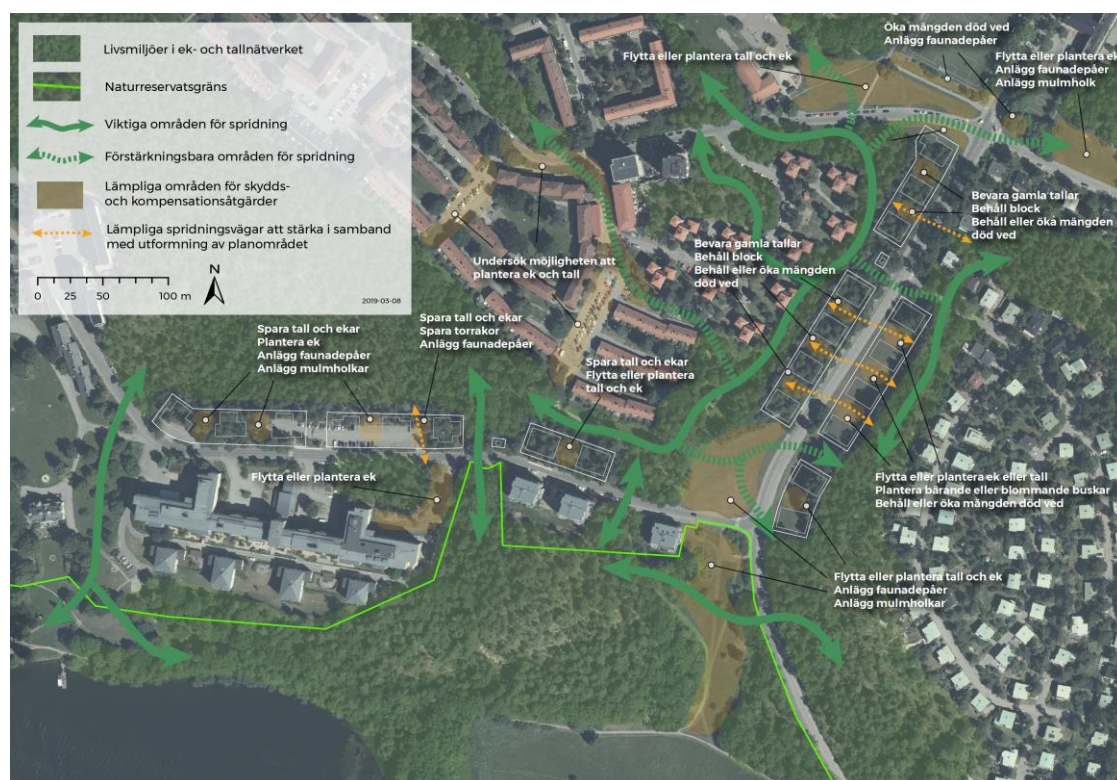 Livsmiljöer i ek- och tallnätverket
Naturreservatsgräns
Viktiga områden för spridning
Förstärkningsbara områden för spridning
Lämpliga områden för skydds-
och kompensationsåtgärder
Lämpliga spridningsvägar att stärka i samband
med utformning av planområdet
N
0 25 50 100 m
2019-03-08
Öka mängden död ved
Anlägg faunadepåer
Flytta eller plantera tall och ek
Flytta eller plantera ek
Anlägg faunadepåer
Anlägg mulmholk
Bevara gamla tallar
Behåll block
Behåll eller öka mängden
död ved
Bevara gamla tallar
Behåll block
Behåll eller öka mängden
död ved
Undersök möjligheten att
plantera ek och tall
Spara tall och ekar
Plantera ek
Anlägg faunadepåer
Anlägg mulmholkar
Spara tall och ekar
Spara torrakor
Anlägg faunadepåer
Spara tall och ekar
Flytta eller plantera
tall och ek
Flytta eller plantera ek
Flytta eller plantera ek eller tall
Plantera bärande eller blommande buskar
Behåll eller öka mängden död ved
Flytta eller plantera tall och ek
Anlägg faunadepåer
Anlägg mulmholkar